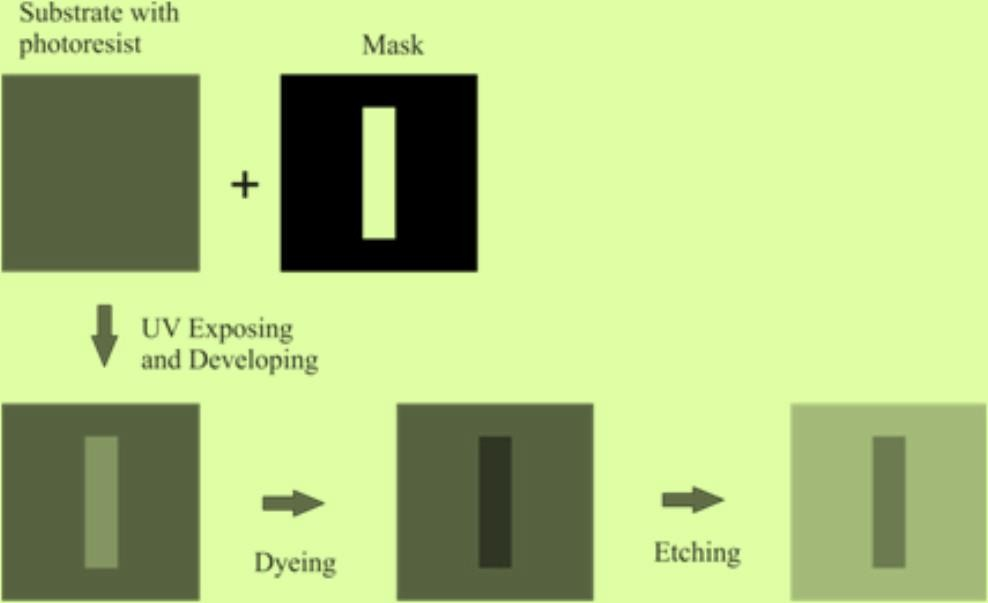 Substrate with
photoresist
Mask
+
UV Exposing
and Developing
Dyeing
Etching